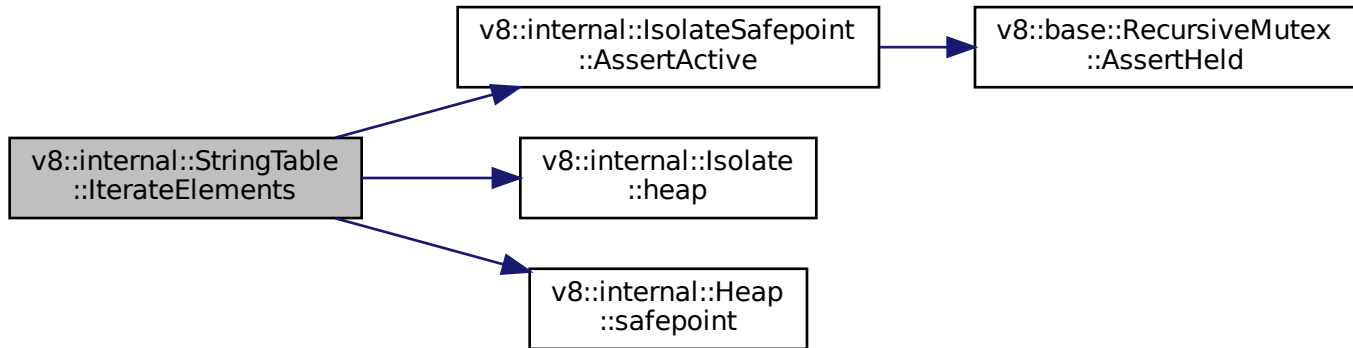 v8::internal::StringTable
::IterateElements
v8::internal::IsolateSafepoint
::AssertActive
v8::base::RecursiveMutex
::AssertHeld
v8::internal::Isolate
::heap
v8::internal::Heap
::safepoint